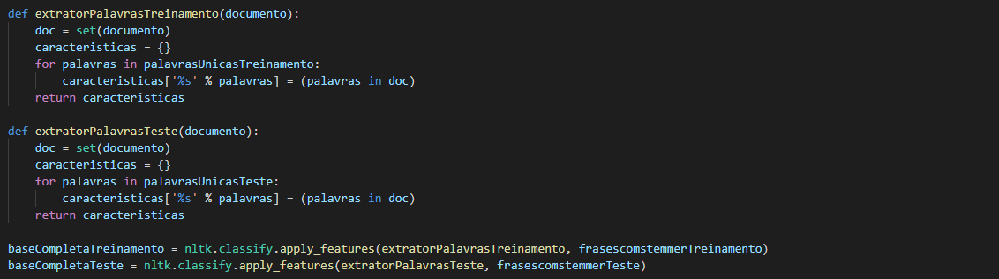 def extratorPalavrasTreinamento(documento):
    doc = set(documento)
    caracteristicas = {}
    for palavras in palavrasUnicasTreinamento:
        caracteristicas['%s' % palavras] = (palavras in doc)
    return caracteristicas

def extratorPalavrasTeste(documento):
    doc = set(documento)
    caracteristicas = {}
    for palavras in palavrasUnicasTeste:
        caracteristicas['%s' % palavras] = (palavras in doc)
    return caracteristicas

baseCompletaTreinamento = nltk.classify.apply_features(extratorPalavrasTreinamento, frasescomstemmerTreinamento)
baseCompletaTeste = nltk.classify.apply_features(extratorPalavrasTeste, frasescomstemmerTeste)